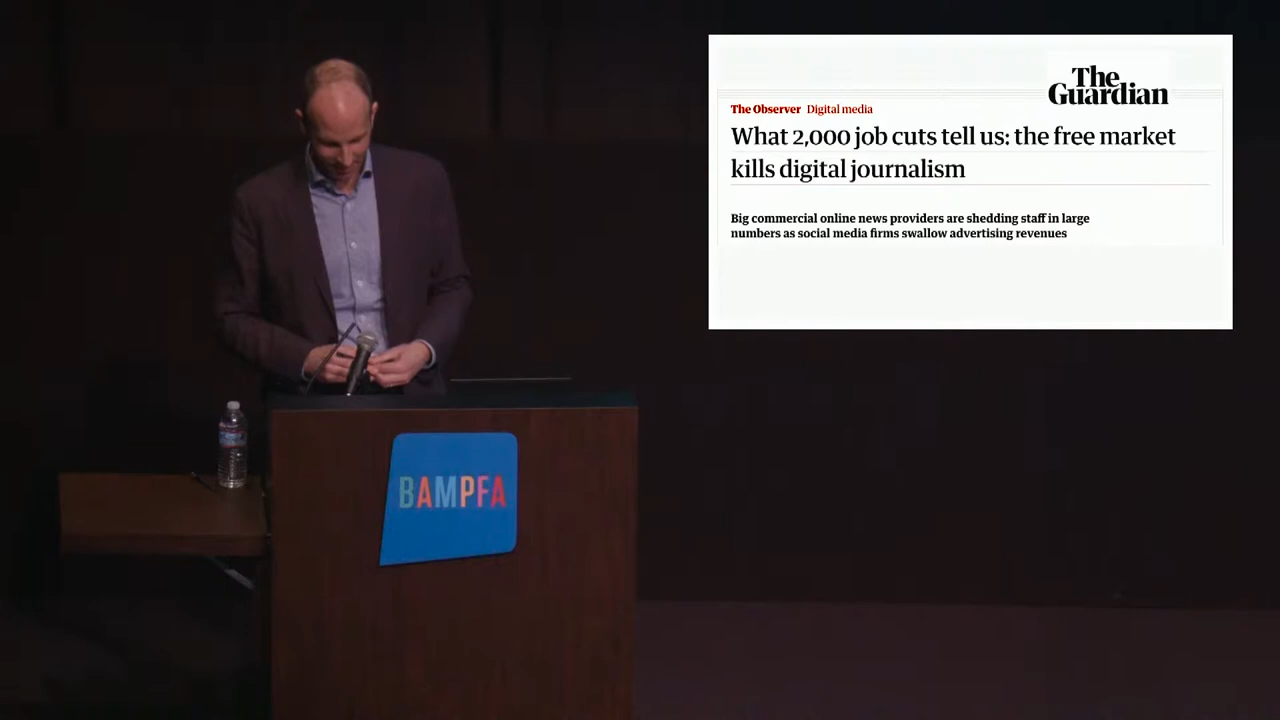 The
Guardian
The Observer Digital media
What 2,000 job cuts tell us: the free market
kills digital journalism
Big commercial online news providers are shedding staff in large
numbers as social media firms swallow advertising revenues
BAMPFA